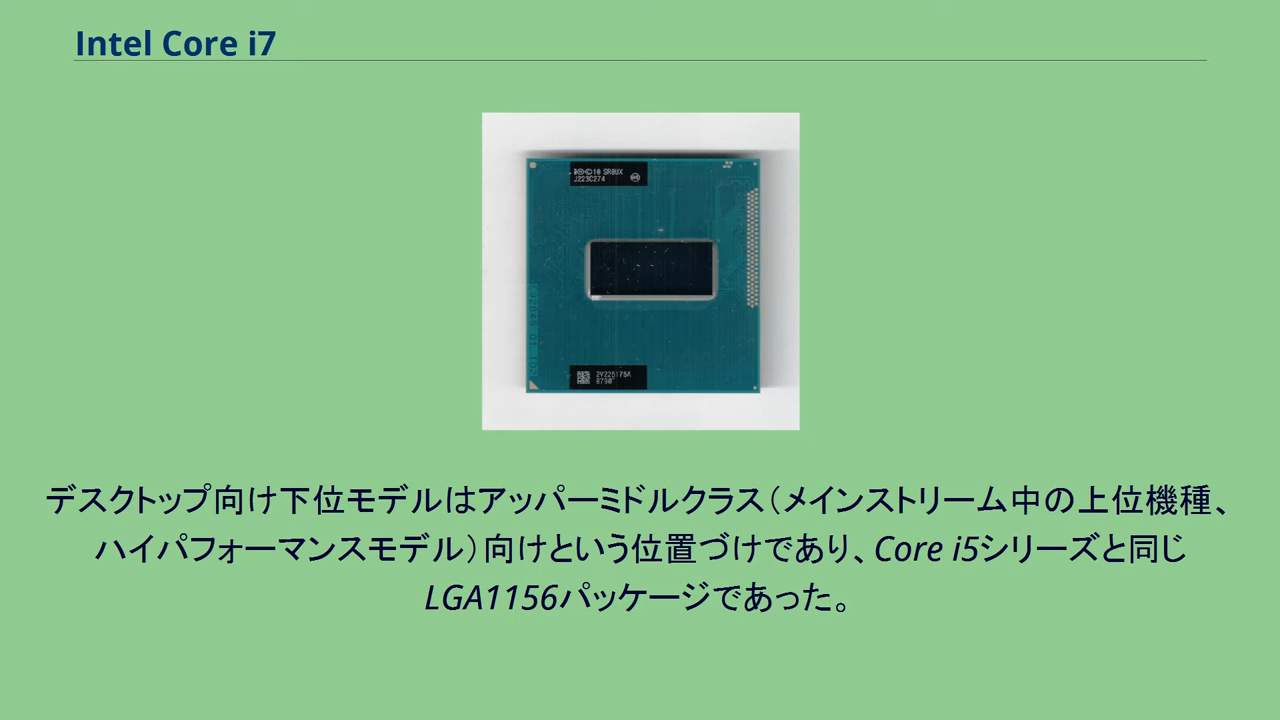 Intel Core i7
SR0UX
J223C274
2V225175A
8790
デスクトップ向け下位モデルはアッパーミドルクラス（メインストリーム中の上位機種、
ハイパフォーマンスモデル）向けという位置づけであり、Core i5シリーズと同じ
LGA1156パッケージであった。